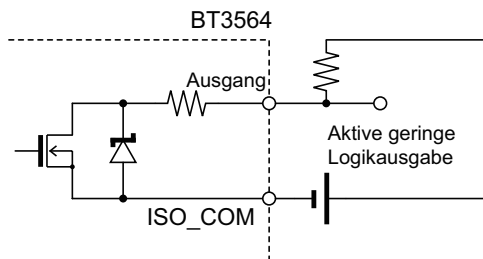 BT3564
Ausgang
Aktive geringe
Logikausgabe
ISO_COM